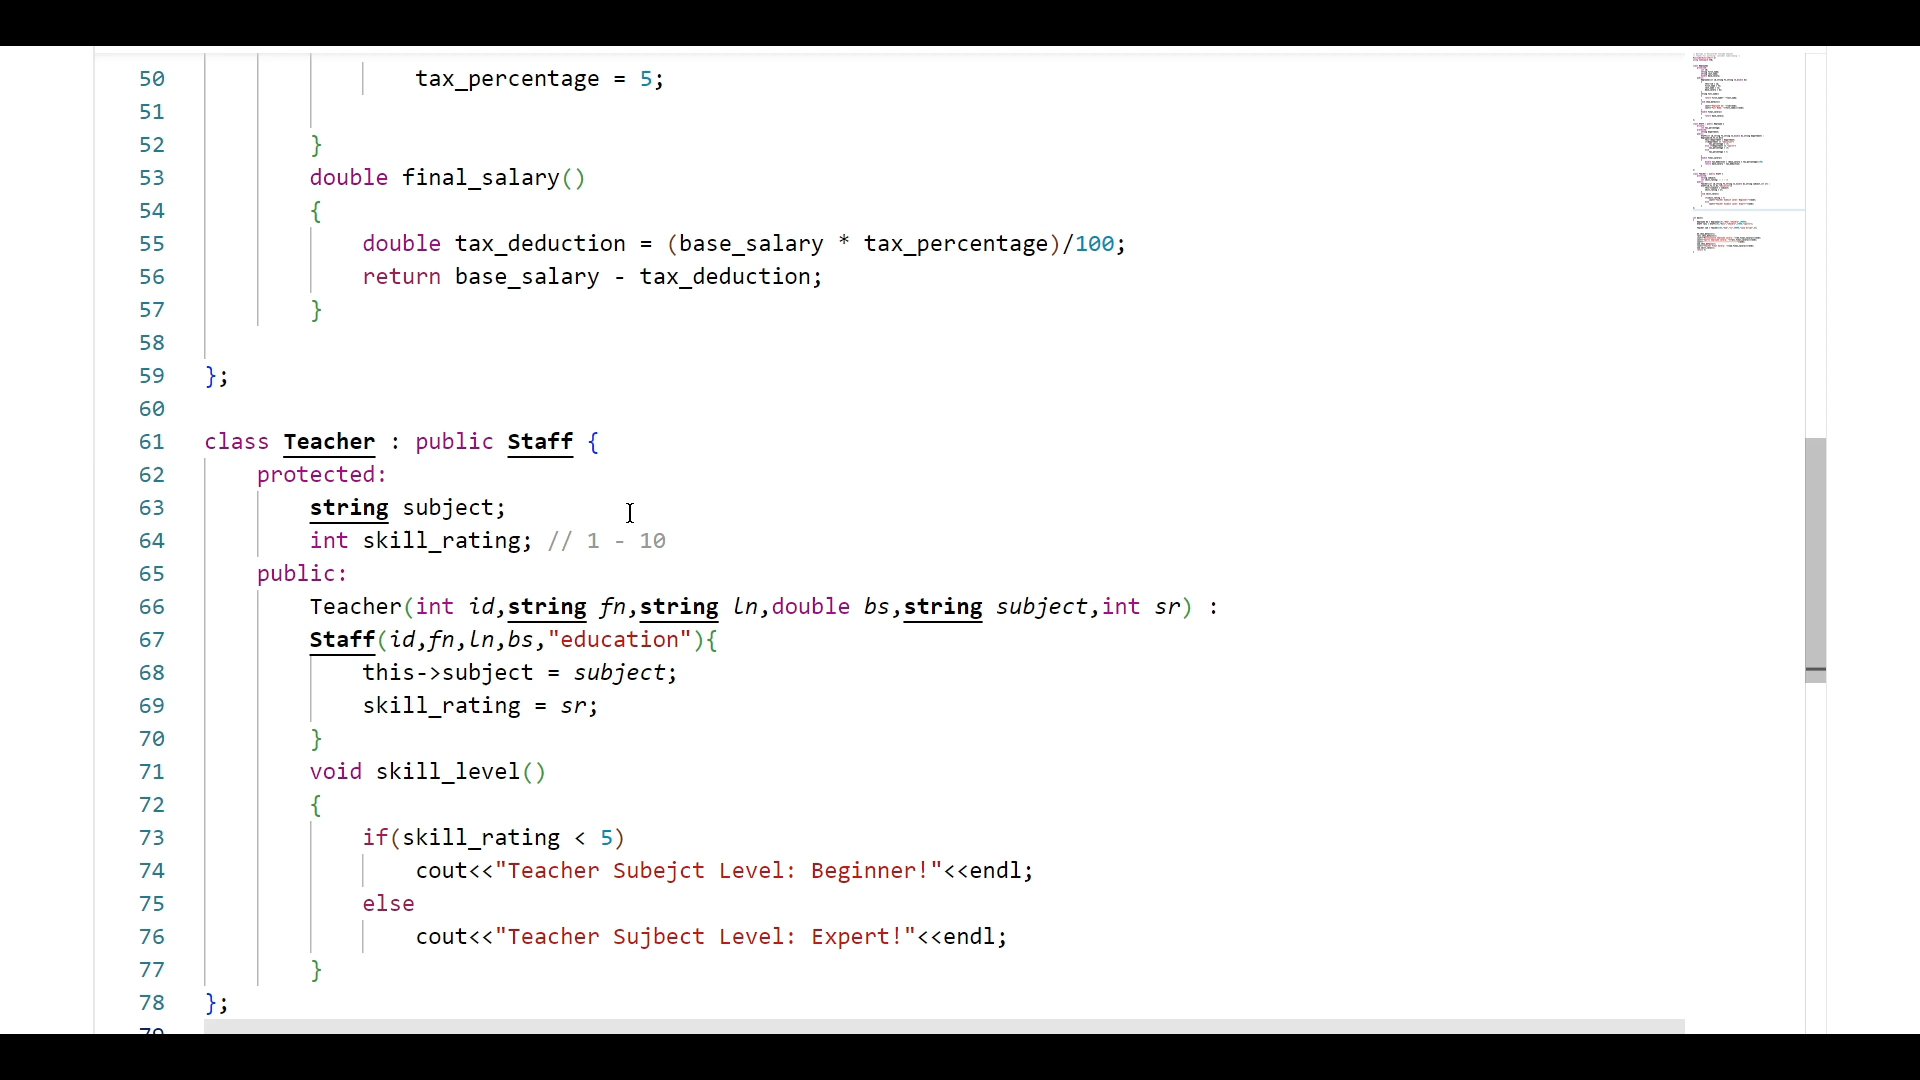 50 tax_percentage = 5;
51
52 }
53 double final_salary()
54 {
55 double tax_deduction = (base_salary * tax_percentage)/100;
56 return base_salary - tax_deduction;
57 }
58
59 };
60
61 class Teacher : public Staff {
62 protected:
63 string subject;
64 int skill_rating; // 1 - 10
65 public:
66 Teacher(int id,string fn,string ln,double bs,string subject,int sr) :
67 Staff(id,fn,ln,bs,"education"){
68 this->subject = subject;
69 skill_rating = sr;
70 }
71 void skill_level()
72 {
73 if(skill_rating < 5)
74 cout<<"Teacher Subejct Level: Beginner!"<<endl;
75 else
76 cout<<"Teacher Sujbect Level: Expert!"<<endl;
77 }
78 };
79